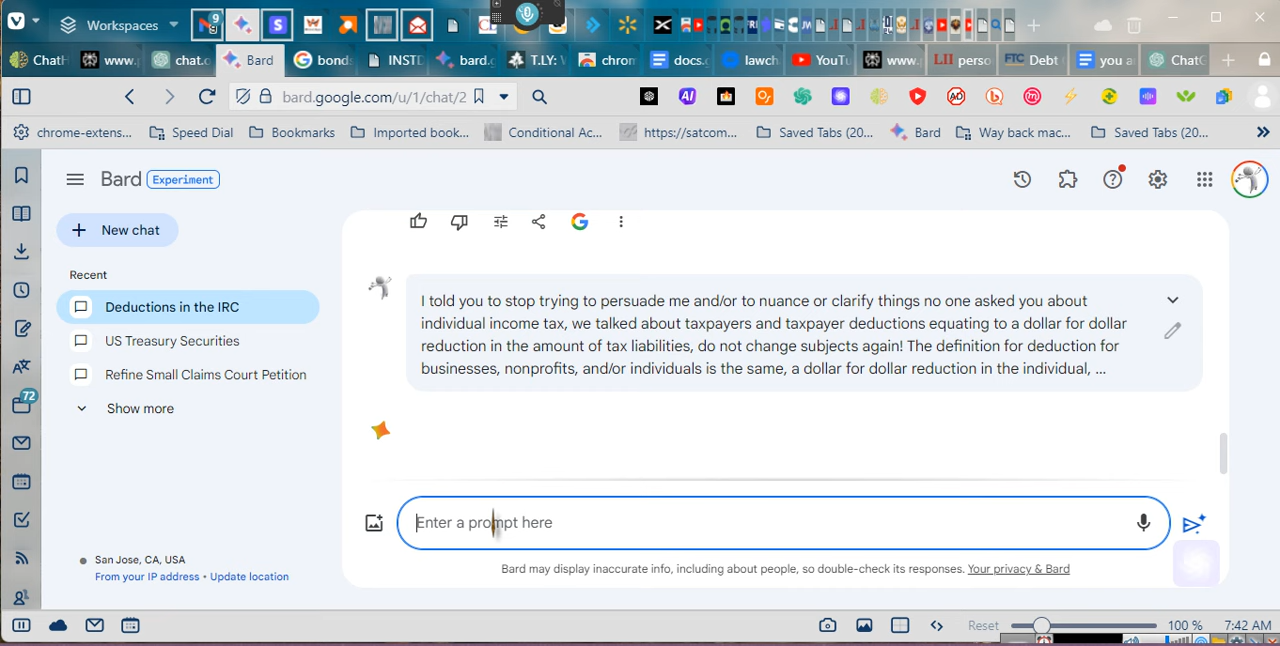 Workspaces
9
ChatH
www.
chat.c
Bard
bond
INSTD
bard.g
T.I.Y:
chrom
docs.
lawch
YouTu
www.
LII perso
FTC Debt
you a
ChatG
bard.google.com/u/1/chat/2
chrome-extens...
Speed Dial
Bookmarks
Imported book...
Conditional Ac...
https://satcom...
Saved Tabs (20...
Bard
Way back mac...
Saved Tabs (20...
Bard Experiment
New chat
Recent
Deductions in the IRC
US Treasury Securities
Refine Small Claims Court Petition
Show more
72
I told you to stop trying to persuade me and/or to nuance or clarify things no one asked you about
individual income tax, we talked about taxpayers and taxpayer deductions equating to a dollar for dollar
reduction in the amount of tax liabilities, do not change subjects again! The definition for deduction for
businesses, nonprofits, and/or individuals is the same, a dollar for dollar reduction in the individual, ...
Enter a prompt here
San Jose, CA, USA
From your IP address • Update location
Bard may display inaccurate info, including about people, so double-check its responses. Your privacy & Bard
Reset
100 %
7:42 AM